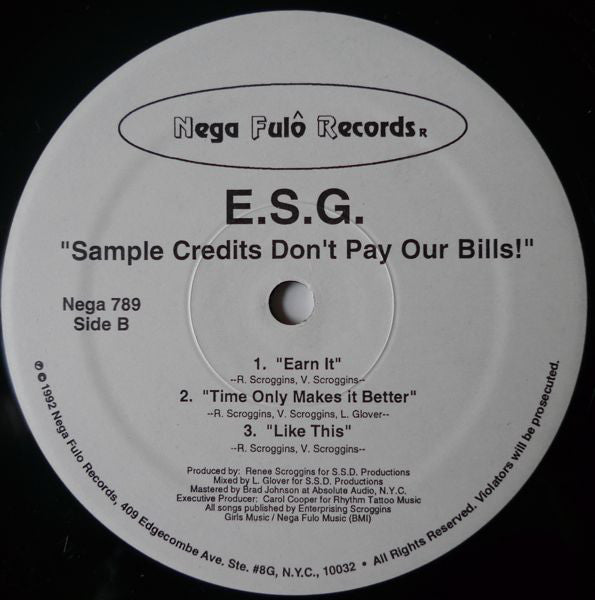 Nega Fulô Records R
E.S.G.
"Sample Credits Don't Pay Our Bills!"
Nega 789
Side B
1. "Earn It"
--R. Scroggins, V. Scroggins--
2. "Time Only Makes it Better"
--R. Scroggins, V. Scroggins, L. Glover--
3. "Like This"
--R. Scroggins, V. Scroggins--
Produced by: Renee Scroggins for S.S.D. Productions
Mixed by L. Glover for S.S.D. Productions
Mastered by Brad Johnson at Absolute Audio, N.Y.C.
Executive Producer: Carol Cooper for Rhythm Tattoo Music
All songs published by Enterprising Scroggins
Girls Music / Nega Fulo Music (BMI)
℗ © 1992 Nega Fulo Records, 409 Edgecombe Ave. Ste. #8G, N.Y.C., 10032 • All Rights Reserved. Violators will be prosecuted.